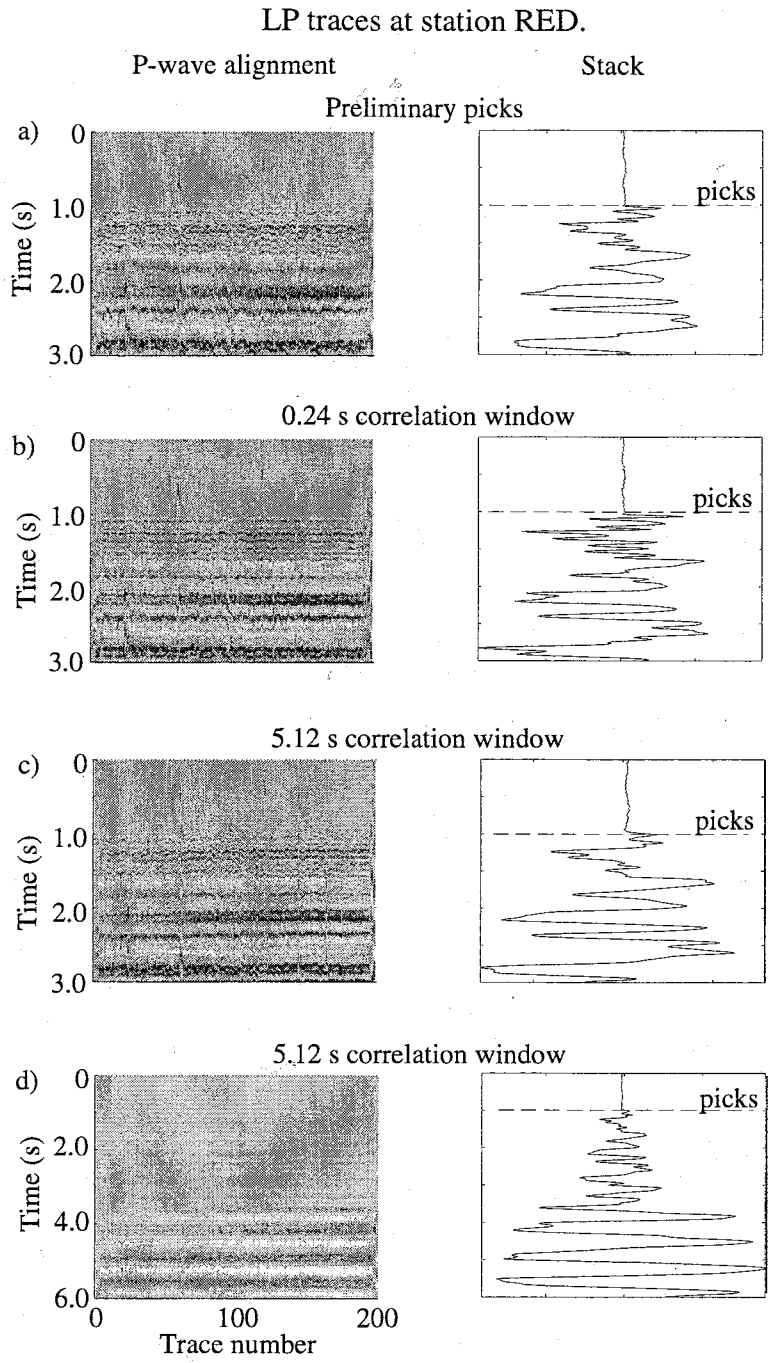 LP traces at station RED.
P-wave alignment
Stack
Preliminary picks
a)
0
1.0
2.0
3.0
Time (s)
picks
0.24 s correlation window
b)
0
1.0
2.0
3.0
Time (s)
picks
5.12 s correlation window
c)
0
1.0
2.0
3.0
Time (s)
picks
5.12 s correlation window
d)
0
2.0
4.0
6.0
Time (s)
picks
0
100
200
Trace number